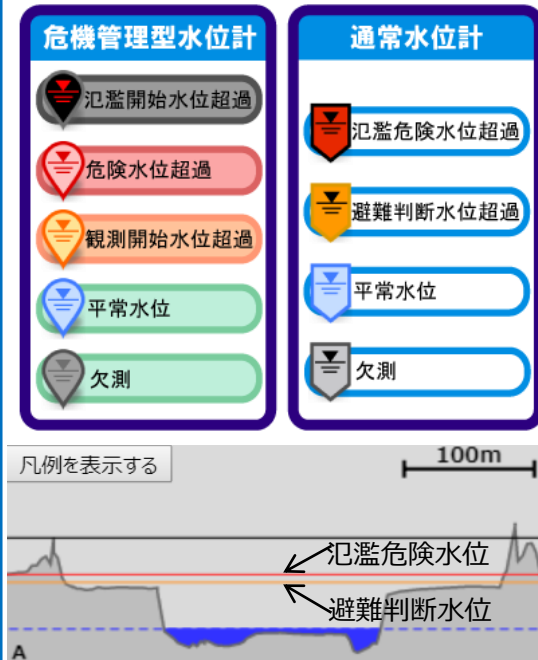 危機管理型水位計
氾濫開始水位超過
危険水位超過
観測開始水位超過
平常水位
欠測
通常水位計
氾濫危険水位超過
避難判断水位超過
平常水位
欠測
凡例を表示する
100m
氾濫危険水位
避難判断水位
A